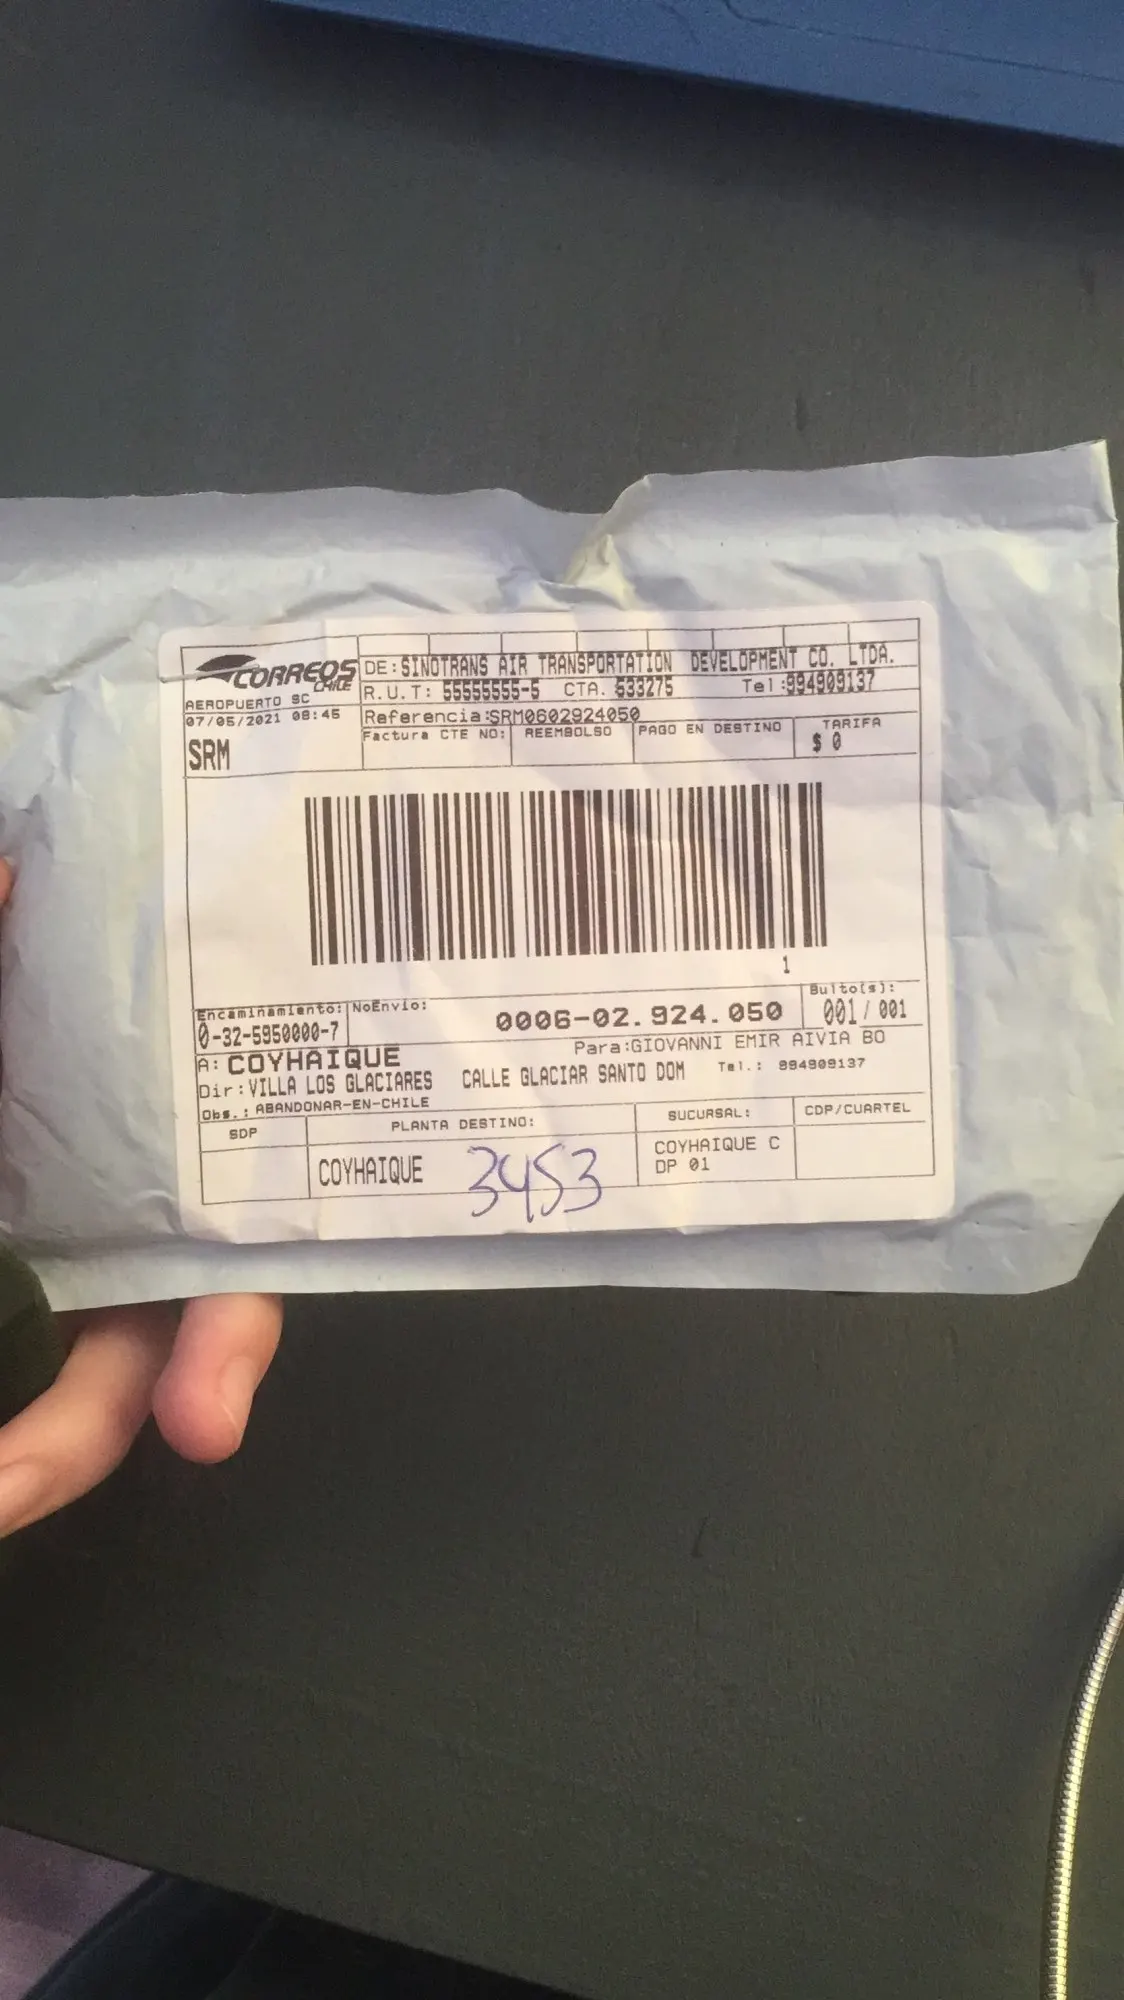 CORREOS
CHILE
DE:SINOTRANS AIR TRANSPORTATION DEVELOPMENT CO. LTDA.
AEROPUERTO SC
R.U.T: 55555555-5 CTA. 533275 Tel:994909137
07/05/2021 08:45
Referencia:SRM0602924050
SRM
Factura CTE NO: REEMBOLSO PAGO EN DESTINO TARIFA
$ 0
1
Encaminamiento: NoEnvio: Bulto(s):
0-32-5950000-7 0006-02.924.050 001/001
A: COYHAIQUE Para:GIOVANNI EMIR AIVIA BO
Dir:VILLA LOS GLACIARES CALLE GLACIAR SANTO DOM Tel.: 994909137
Obs.:ABANDONAR-EN-CHILE
SDP PLANTA DESTINO: SUCURSAL: CDP/CUARTEL
COYHAIQUE 3453 COYHAIQUE C
DP 01